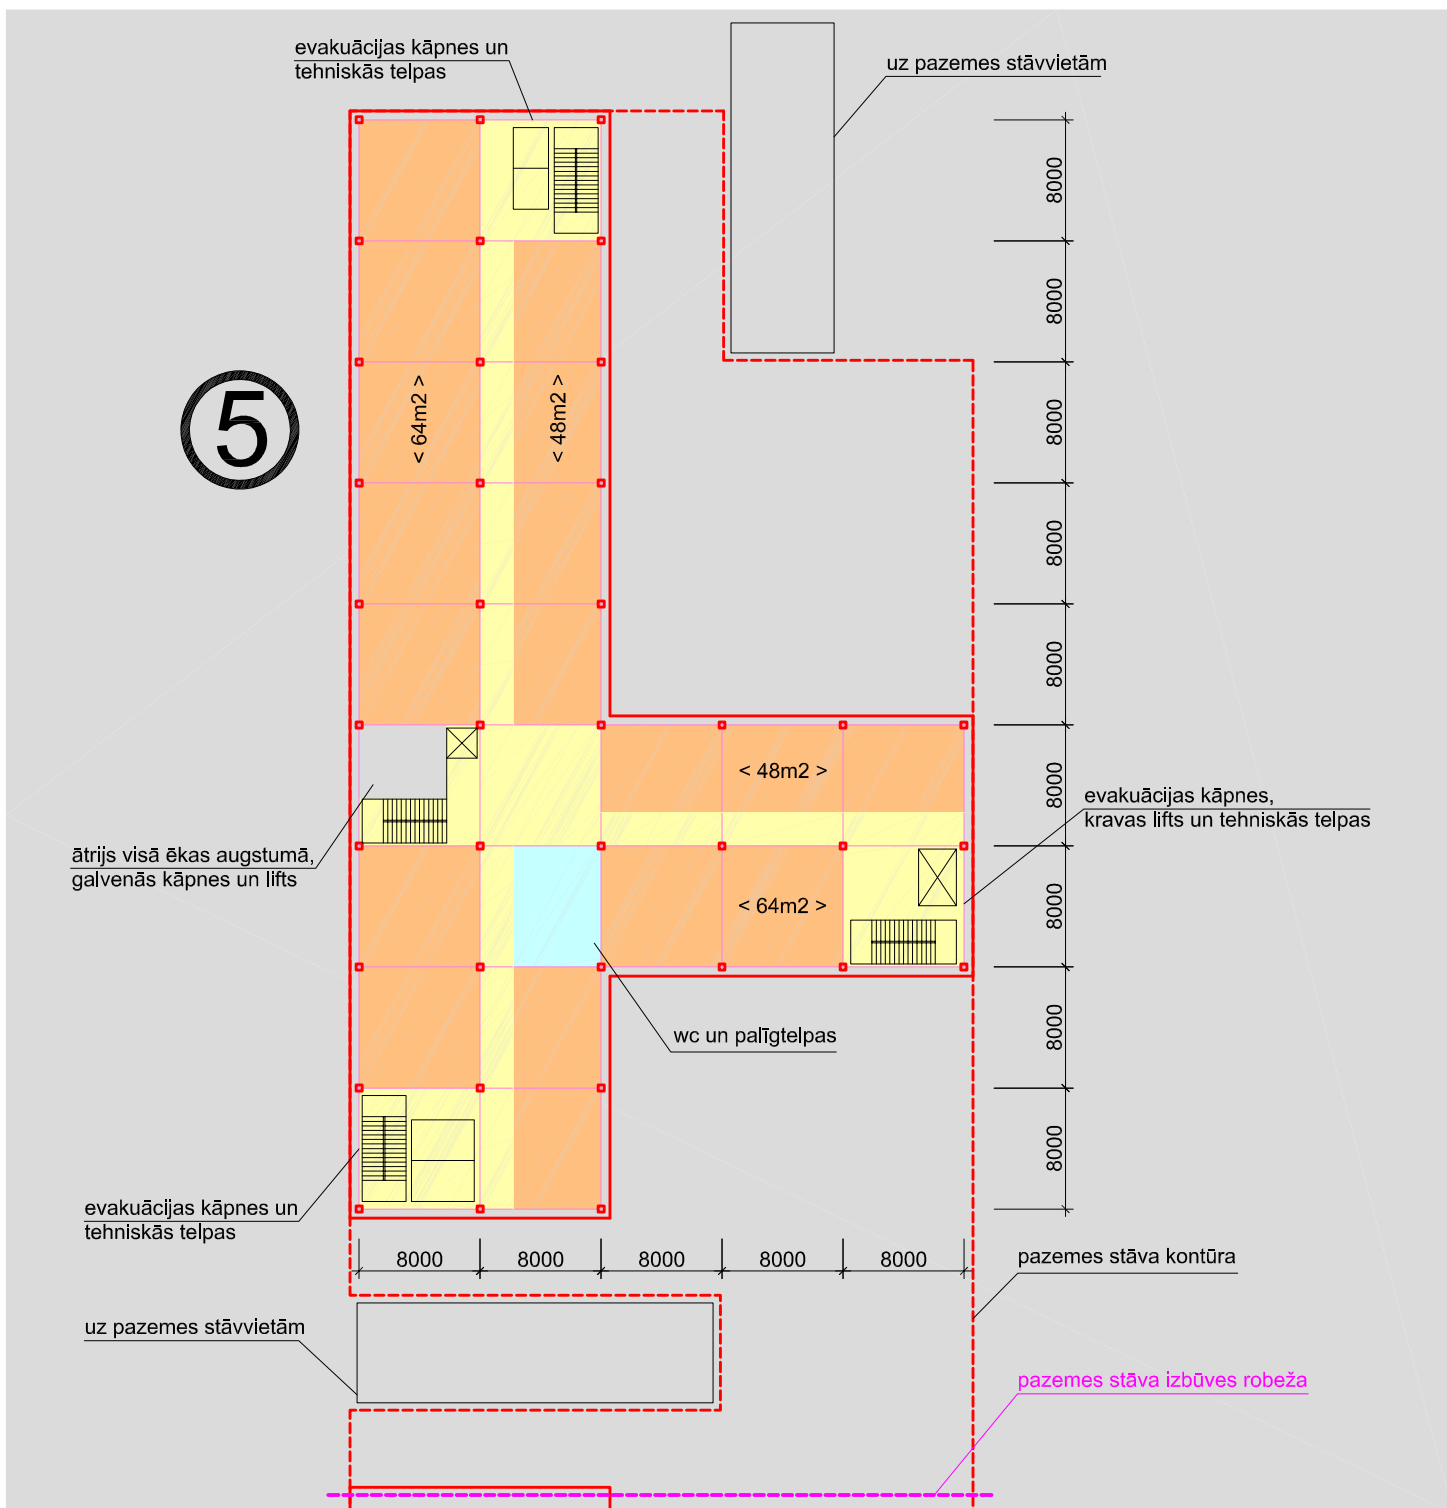 evakuācijas kāpnes un
tehniskās telpas
uz pazemes stāvvietām
8000
8000
5
< 64m2 >
< 48m2 >
8000
8000
8000
8000
< 48m2 >
evakuācijas kāpnes,
kravas lifts un tehniskās telpas
ātrijs visā ēkas augstumā,
galvenās kāpnes un lifts
< 64m2 >
8000
8000
wc un palīgtelpas
8000
evakuācijas kāpnes un
tehniskās telpas
8000
8000
8000
8000
8000
pazemes stāva kontūra
uz pazemes stāvvietām
pazemes stāva izbūves robeža